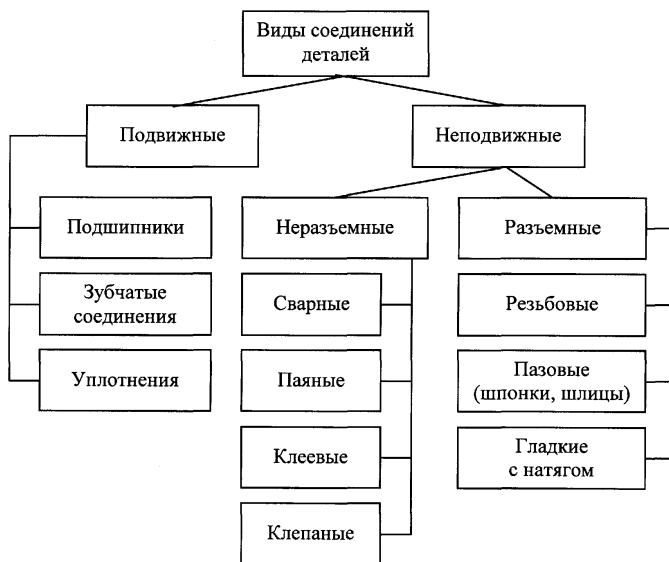 Виды соединений
деталей
Подвижные
Неподвижные
Подшипники
Неразъемные
Разъемные
Зубчатые
соединения
Сварные
Резьбовые
Уплотнения
Паяные
Пазовые
(шпонки, шлицы)
Клеевые
Гладкие
с натягом
Клепаные